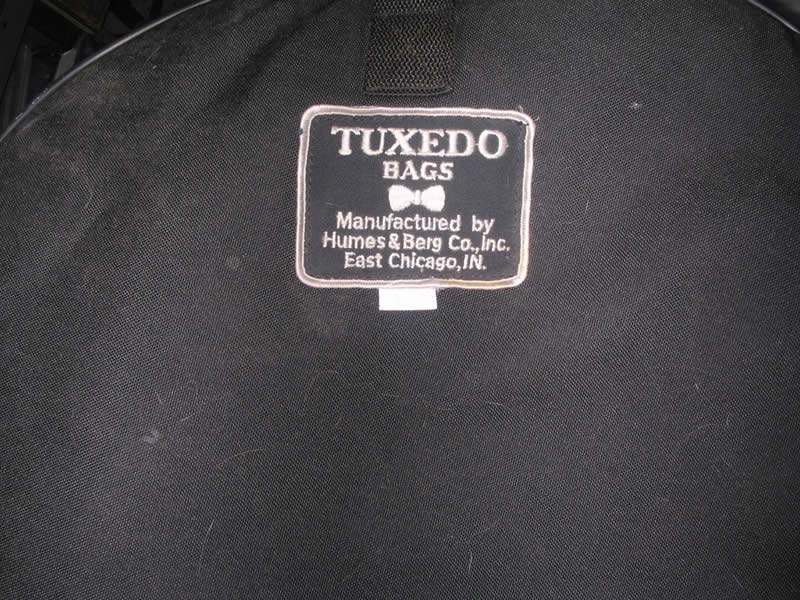 TUXEDO
BAGS
Manufactured by
Humes & Berg Co., Inc.
East Chicago, IN.